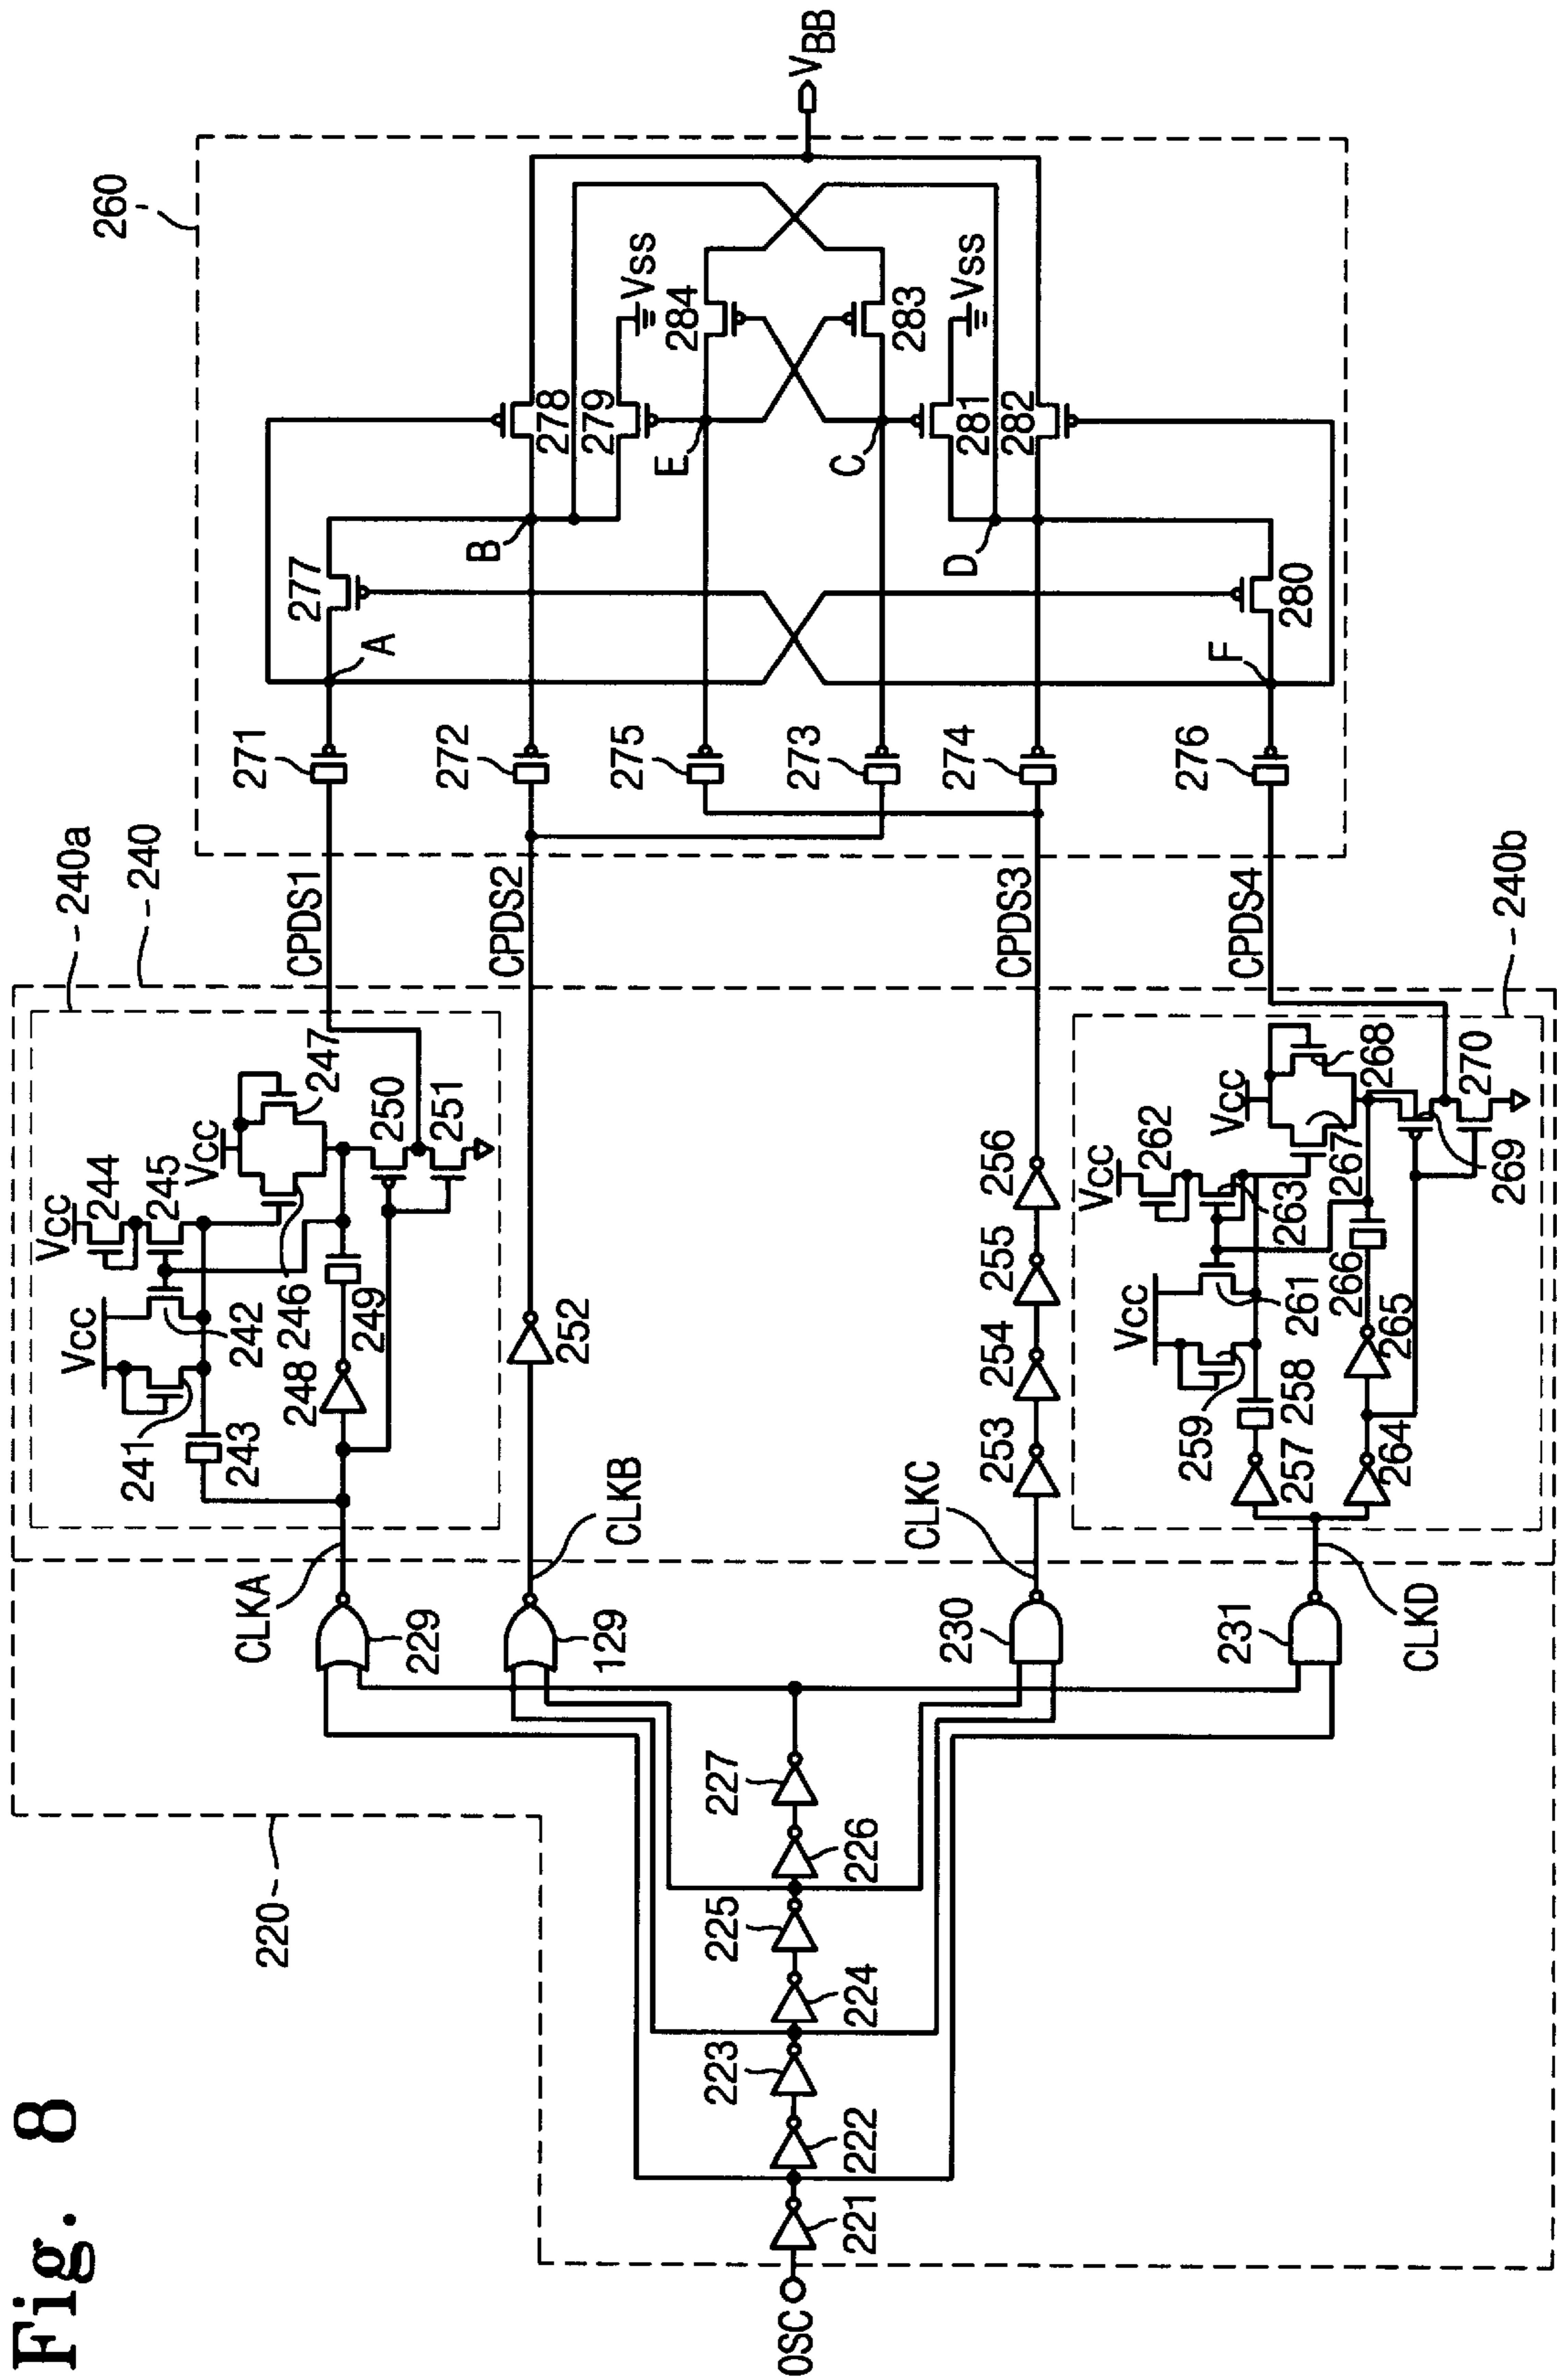 Fig. 8
OSC
220
221
222
223
224
225
226
227
229
129
230
231
CLKA
CLKB
CLKC
CLKD
240
240a
Vcc
Vcc
Vcc
241
242
243
244
245
246
247
248
249
250
251
252
253
254
255
256
240b
Vcc
Vcc
Vcc
257
258
259
261
262
263
264
265
266
267
268
269
270
CPDS1
CPDS2
CPDS3
CPDS4
260
271
272
275
273
274
276
A
B
E
C
D
F
277
278
279
284
283
281
282
280
Vss
Vss
VBB